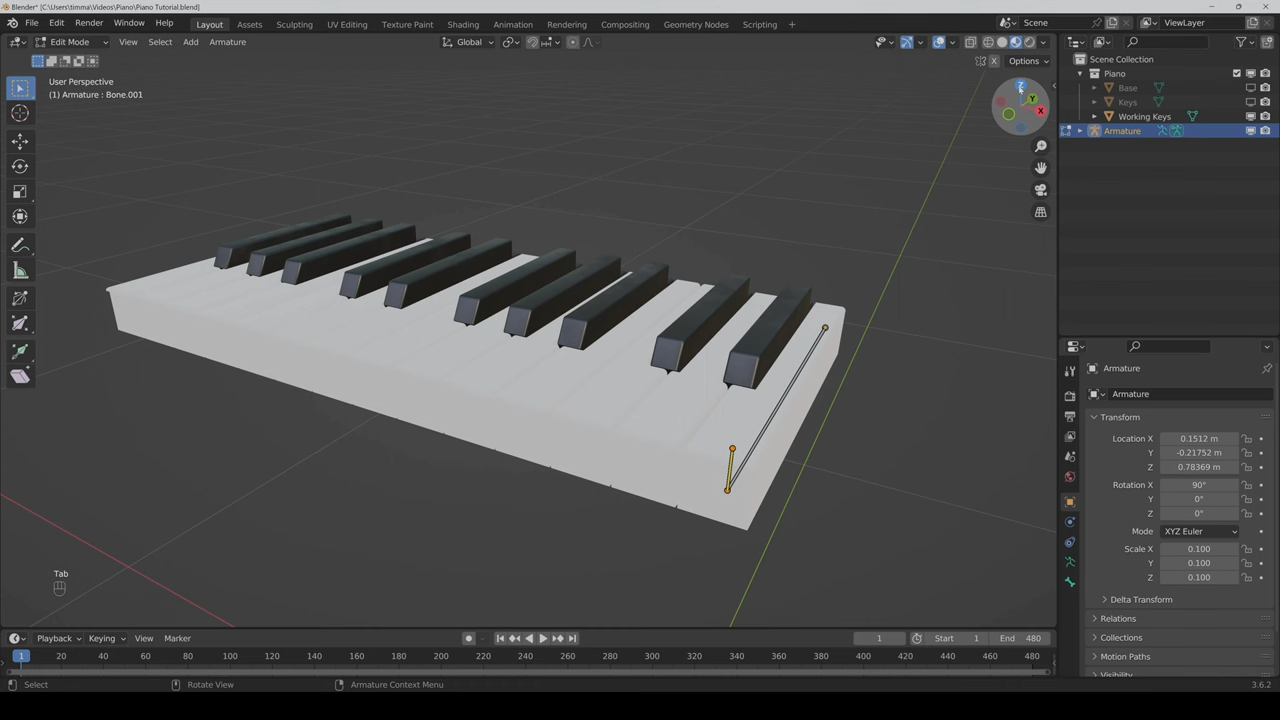 Blender* [C:\Users\timma\Videos\Piano\Piano Tutorial.blend]
File Edit Render Window Help Layout Assets Sculpting UV Editing Texture Paint Shading Animation Rendering Compositing Geometry Nodes Scripting + Scene ViewLayer
Edit Mode View Select Add Armature Global
X Options
User Perspective
(1) Armature : Bone.001
Z
Y
X
Scene Collection
Piano
Base
Keys
Working Keys
Armature
Armature
Armature
Transform
Location X 0.1512 m
Y -0.21752 m
Z 0.78369 m
Rotation X 90°
Y 0°
Z 0°
Mode XYZ Euler
Scale X 0.100
Y 0.100
Z 0.100
Delta Transform
Relations
Collections
Motion Paths
Visibility
Tab
Playback Keying View Marker 1 Start 1 End 480
1 20 40 60 80 100 120 140 160 180 200 220 240 260 280 300 320 340 360 380 400 420 440 460 480
Select Rotate View Armature Context Menu 3.6.2